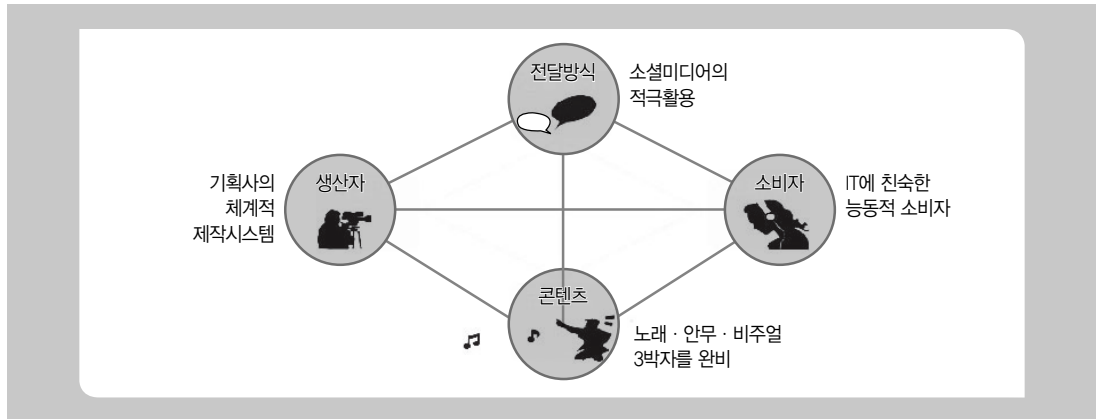 전달방식
소셜미디어의
적극활용
생산자
기획사의
체계적
제작시스템
소비자
IT에 친숙한
능동적 소비자
콘텐츠
노래 · 안무 · 비주얼
3박자를 완비